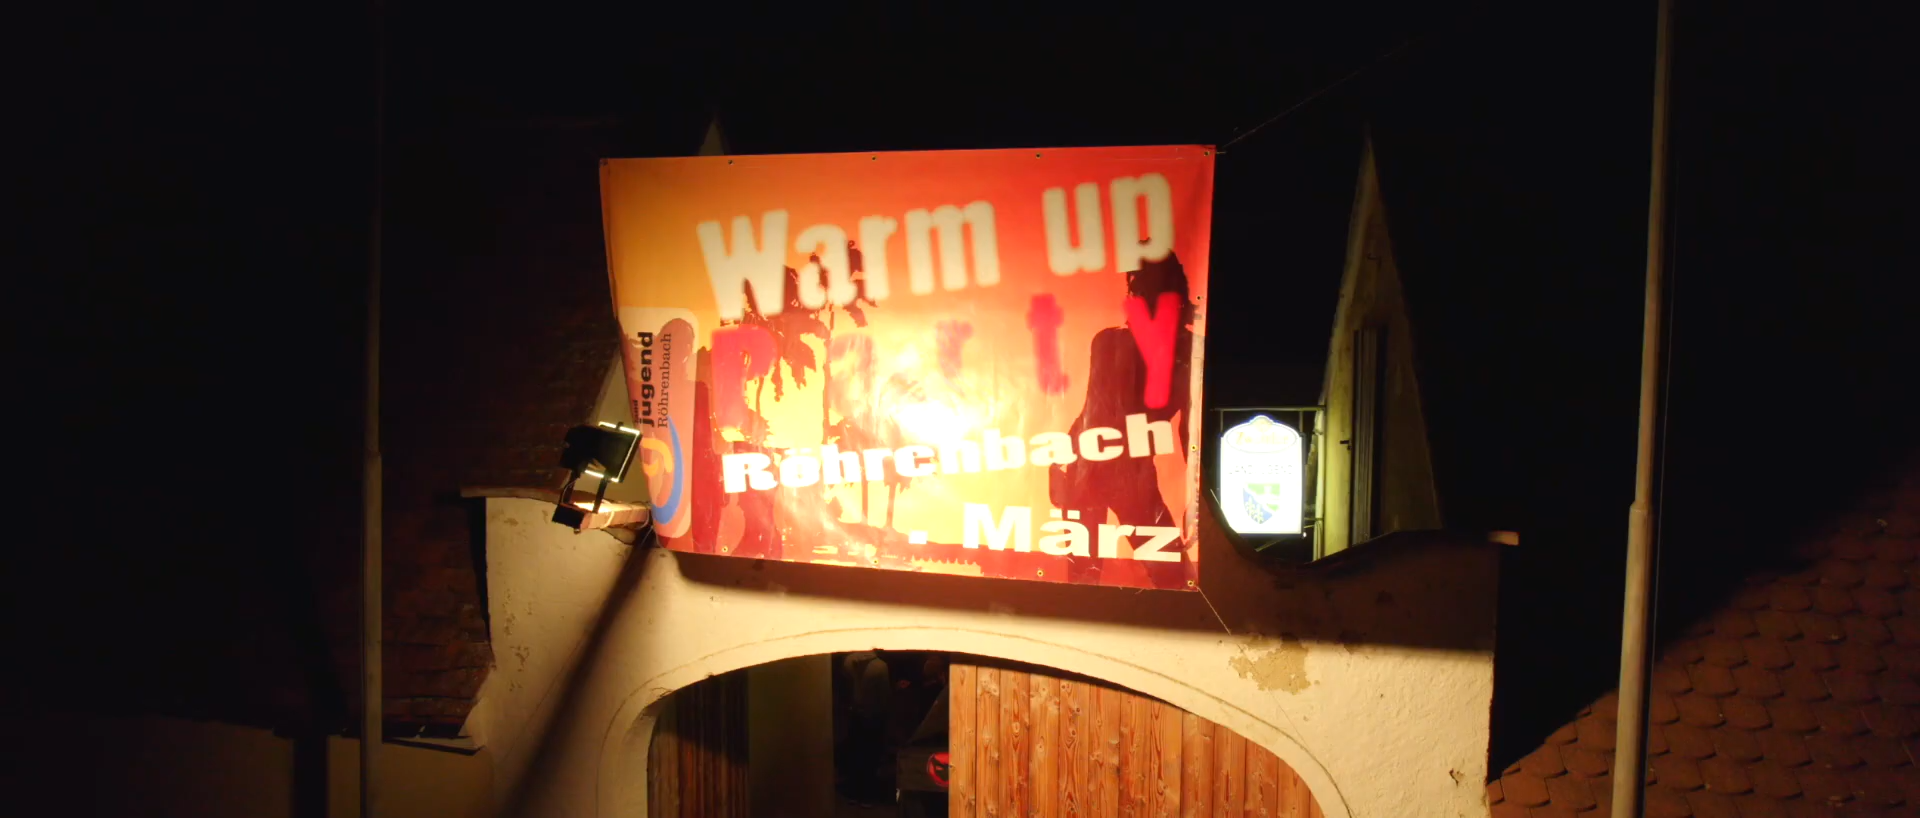 Warm up
Party
Röhrenbach
. März
jugend
Röhrenbach